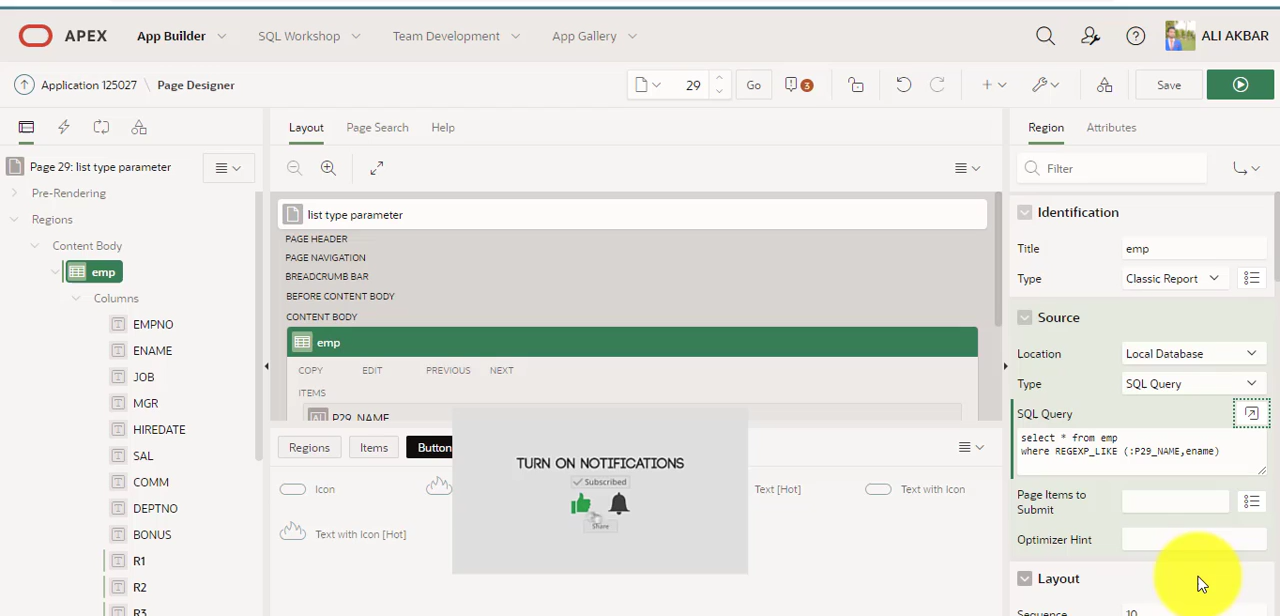 APEX
App Builder
SQL Workshop
Team Development
App Gallery
ALI AKBAR
Application 125027
Page Designer
29
Go
3
Save
Layout
Page Search
Help
Region
Attributes
Page 29: list type parameter
Filter
Pre-Rendering
Regions
Content Body
emp
Columns
EMPNO
ENAME
JOB
MGR
HIREDATE
SAL
COMM
DEPTNO
BONUS
R1
R2
R3
list type parameter
PAGE HEADER
PAGE NAVIGATION
BREADCRUMB BAR
BEFORE CONTENT BODY
CONTENT BODY
emp
COPY
EDIT
PREVIOUS
NEXT
ITEMS
P29_NAME
Regions
Items
Button
Icon
Text [Hot]
Text with Icon
Text with Icon [Hot]
TURN ON NOTIFICATIONS
Subscribed
Share
Identification
Title
emp
Type
Classic Report
Source
Location
Local Database
Type
SQL Query
SQL Query
select * from emp
where REGEXP_LIKE (:P29_NAME,ename)
Page Items to
Submit
Optimizer Hint
Layout
Sequence
10